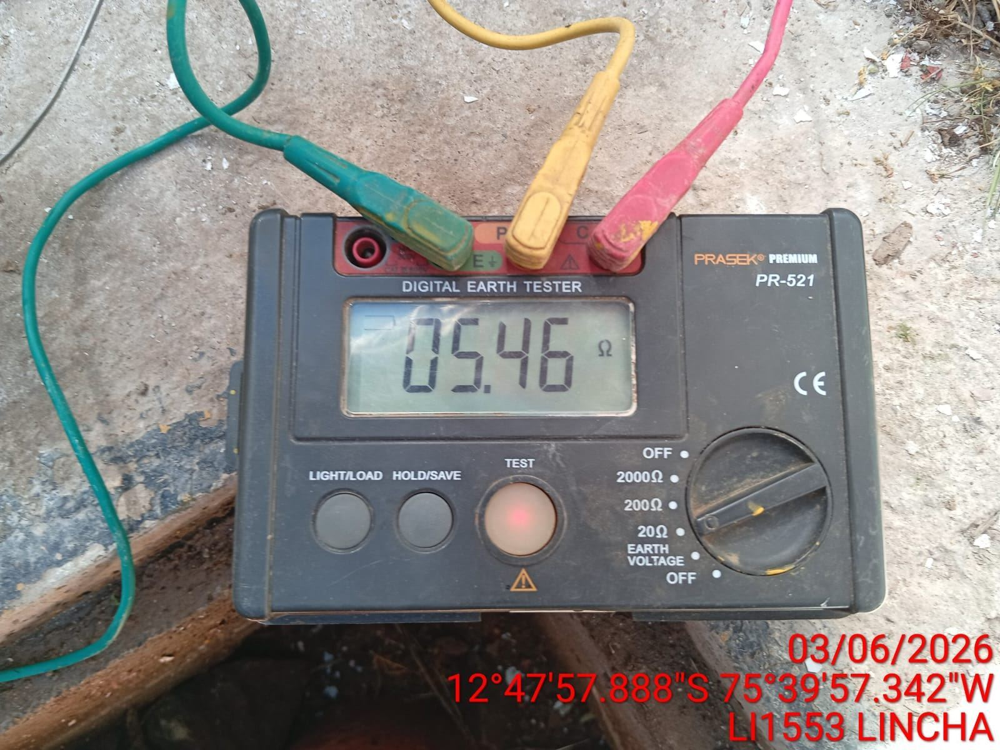 P
C
E
DIGITAL EARTH TESTER
PRASEK® PREMIUM
PR-521
05.46 Ω
CE
OFF
2000Ω
200Ω
20Ω
EARTH
VOLTAGE
OFF
LIGHT/LOAD
HOLD/SAVE
TEST
03/06/2026
12°47'57.888"S 75°39'57.342"W
LI1553 LINCHA